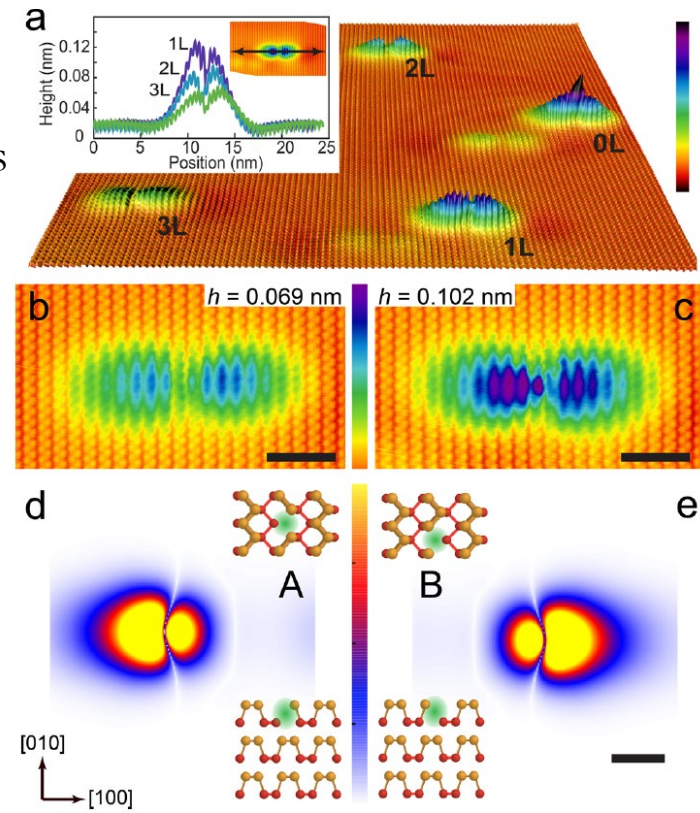 a
0.12
0.08
0.04
0
Height (nm)
1L
2L
3L
0
5
10
15
20
25
Position (nm)
s
2L
0L
3L
1L
b
h = 0.069 nm
h = 0.102 nm
c
d
e
A
B
[010]
[100]